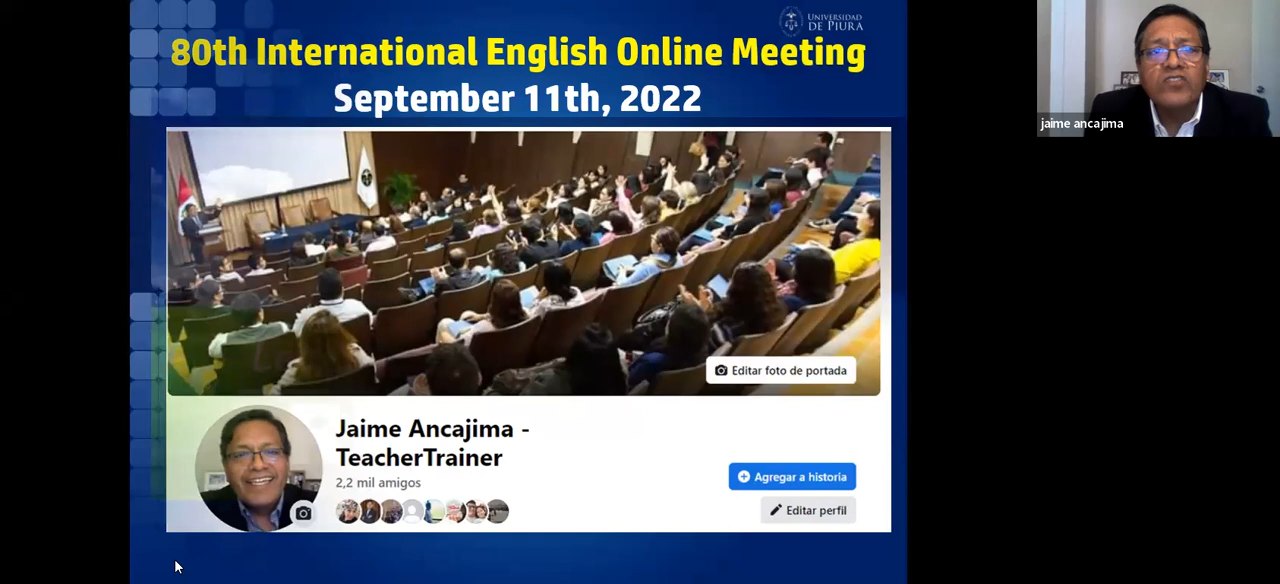 UNIVERSIDAD
DE PIURA
80th International English Online Meeting
September 11th, 2022
jaime ancajima
Editar foto de portada
Jaime Ancajima -
TeacherTrainer
2,2 mil amigos
Agregar a historia
Editar perfil